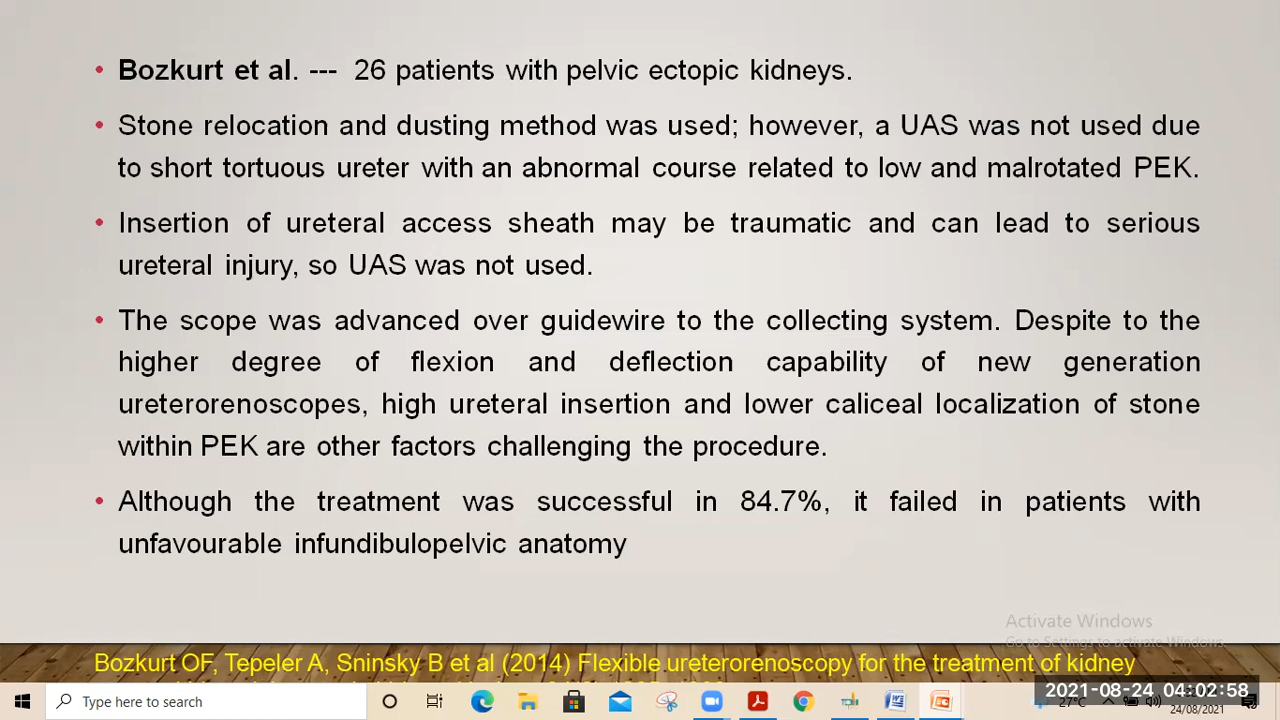 • Bozkurt et al. --- 26 patients with pelvic ectopic kidneys.
• Stone relocation and dusting method was used; however, a UAS was not used due
to short tortuous ureter with an abnormal course related to low and malrotated PEK.
• Insertion of ureteral access sheath may be traumatic and can lead to serious
ureteral injury, so UAS was not used.
• The scope was advanced over guidewire to the collecting system. Despite to the
higher degree of flexion and deflection capability of new generation
ureterorenoscopes, high ureteral insertion and lower caliceal localization of stone
within PEK are other factors challenging the procedure.
• Although the treatment was successful in 84.7%, it failed in patients with
unfavourable infundibulopelvic anatomy
Activate Windows
Go to Settings to activate Windows.
Bozkurt OF, Tepeler A, Sninsky B et al (2014) Flexible ureterorenoscopy for the treatment of kidney
Type here to search
27°C
2021-08-24 04:02:58
24/08/2021